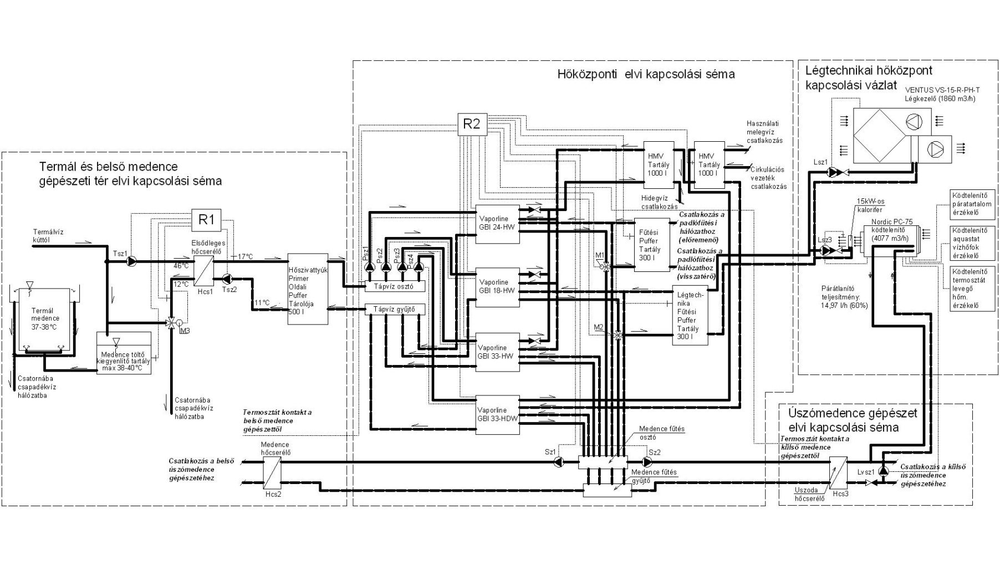 Termál és belső medence
gépészeti tér elvi kapcsolási séma
Termálvíz
kúttól
Tsz1
R1
Elsődleges
hőcserélő
46°C
12°C
Hcs1
17°C
Tsz2
11°C
Hőszivattyúk
Primer
Oldali
Puffer
Tárolója
500 l
Termál
medence
37-38°C
M3
Medence töltő
kiegyenlítő tartály
max 38-40°C
Csatornába
csapadékvíz
hálózatba
Csatornába
csapadékvíz
hálózatba
Termosztát kontakt a
belső medence
gépészettől
Medence
hőcserélő
Csatlakozás a belső
úszómedence
gépészetéhez
Hcs2
Hőközponti elvi kapcsolási séma
R2
Psz1
Psz2
Psz3
Psz4
Tápvíz osztó
Tápvíz gyűjtő
Vaporline
GBI 24-HW
Vaporline
GBI 18-HW
Vaporline
GBI 33-HW
Vaporline
GBI 33-HDW
HMV
Tartály
1000 l
HMV
Tartály
1000 l
Használati
melegvíz
csatlakozás
Cirkulációs
vezeték
csatlakozás
Hidegvíz
csatlakozás
Csatlakozás a
padlófűtési
hálózathoz
(előremenő)
Csatlakozás a
padlófűtési
hálózathoz
(visszatérő)
Fűtési
Puffer
Tartály
300 l
M1
M2
Légtech-
nika
Fűtési
Puffer
Tartály
300 l
Medence fűtés
osztó
Sz1
Sz2
Medence fűtés
gyűjtő
Légtechnikai hőközpont
kapcsolási vázlat
VENTUS VS-15-R-PH-T
Légkezelő (1860 m3/h)
Lsz1
15kW-os
kalorifer
Nordic PC-75
ködtelenítő
(4077 m3/h)
Lsz3
Ködtelenítő
páratartalom
érzékelő
Ködtelenítő
aquastat
vízhőfok
érzékelő
Ködtelenítő
termosztát
levegő
hőm.
érzékelő
Párátlanító
teljesítmény:
14,97 l/h (60%)
Úszómedence gépészet
elvi kapcsolási séma
Termosztát kontakt a
külső medence
gépészettől
Lvsz1
Csatlakozás a külső
úszómedence
gépészetéhez
Uszoda
hőcserélő
Hcs3